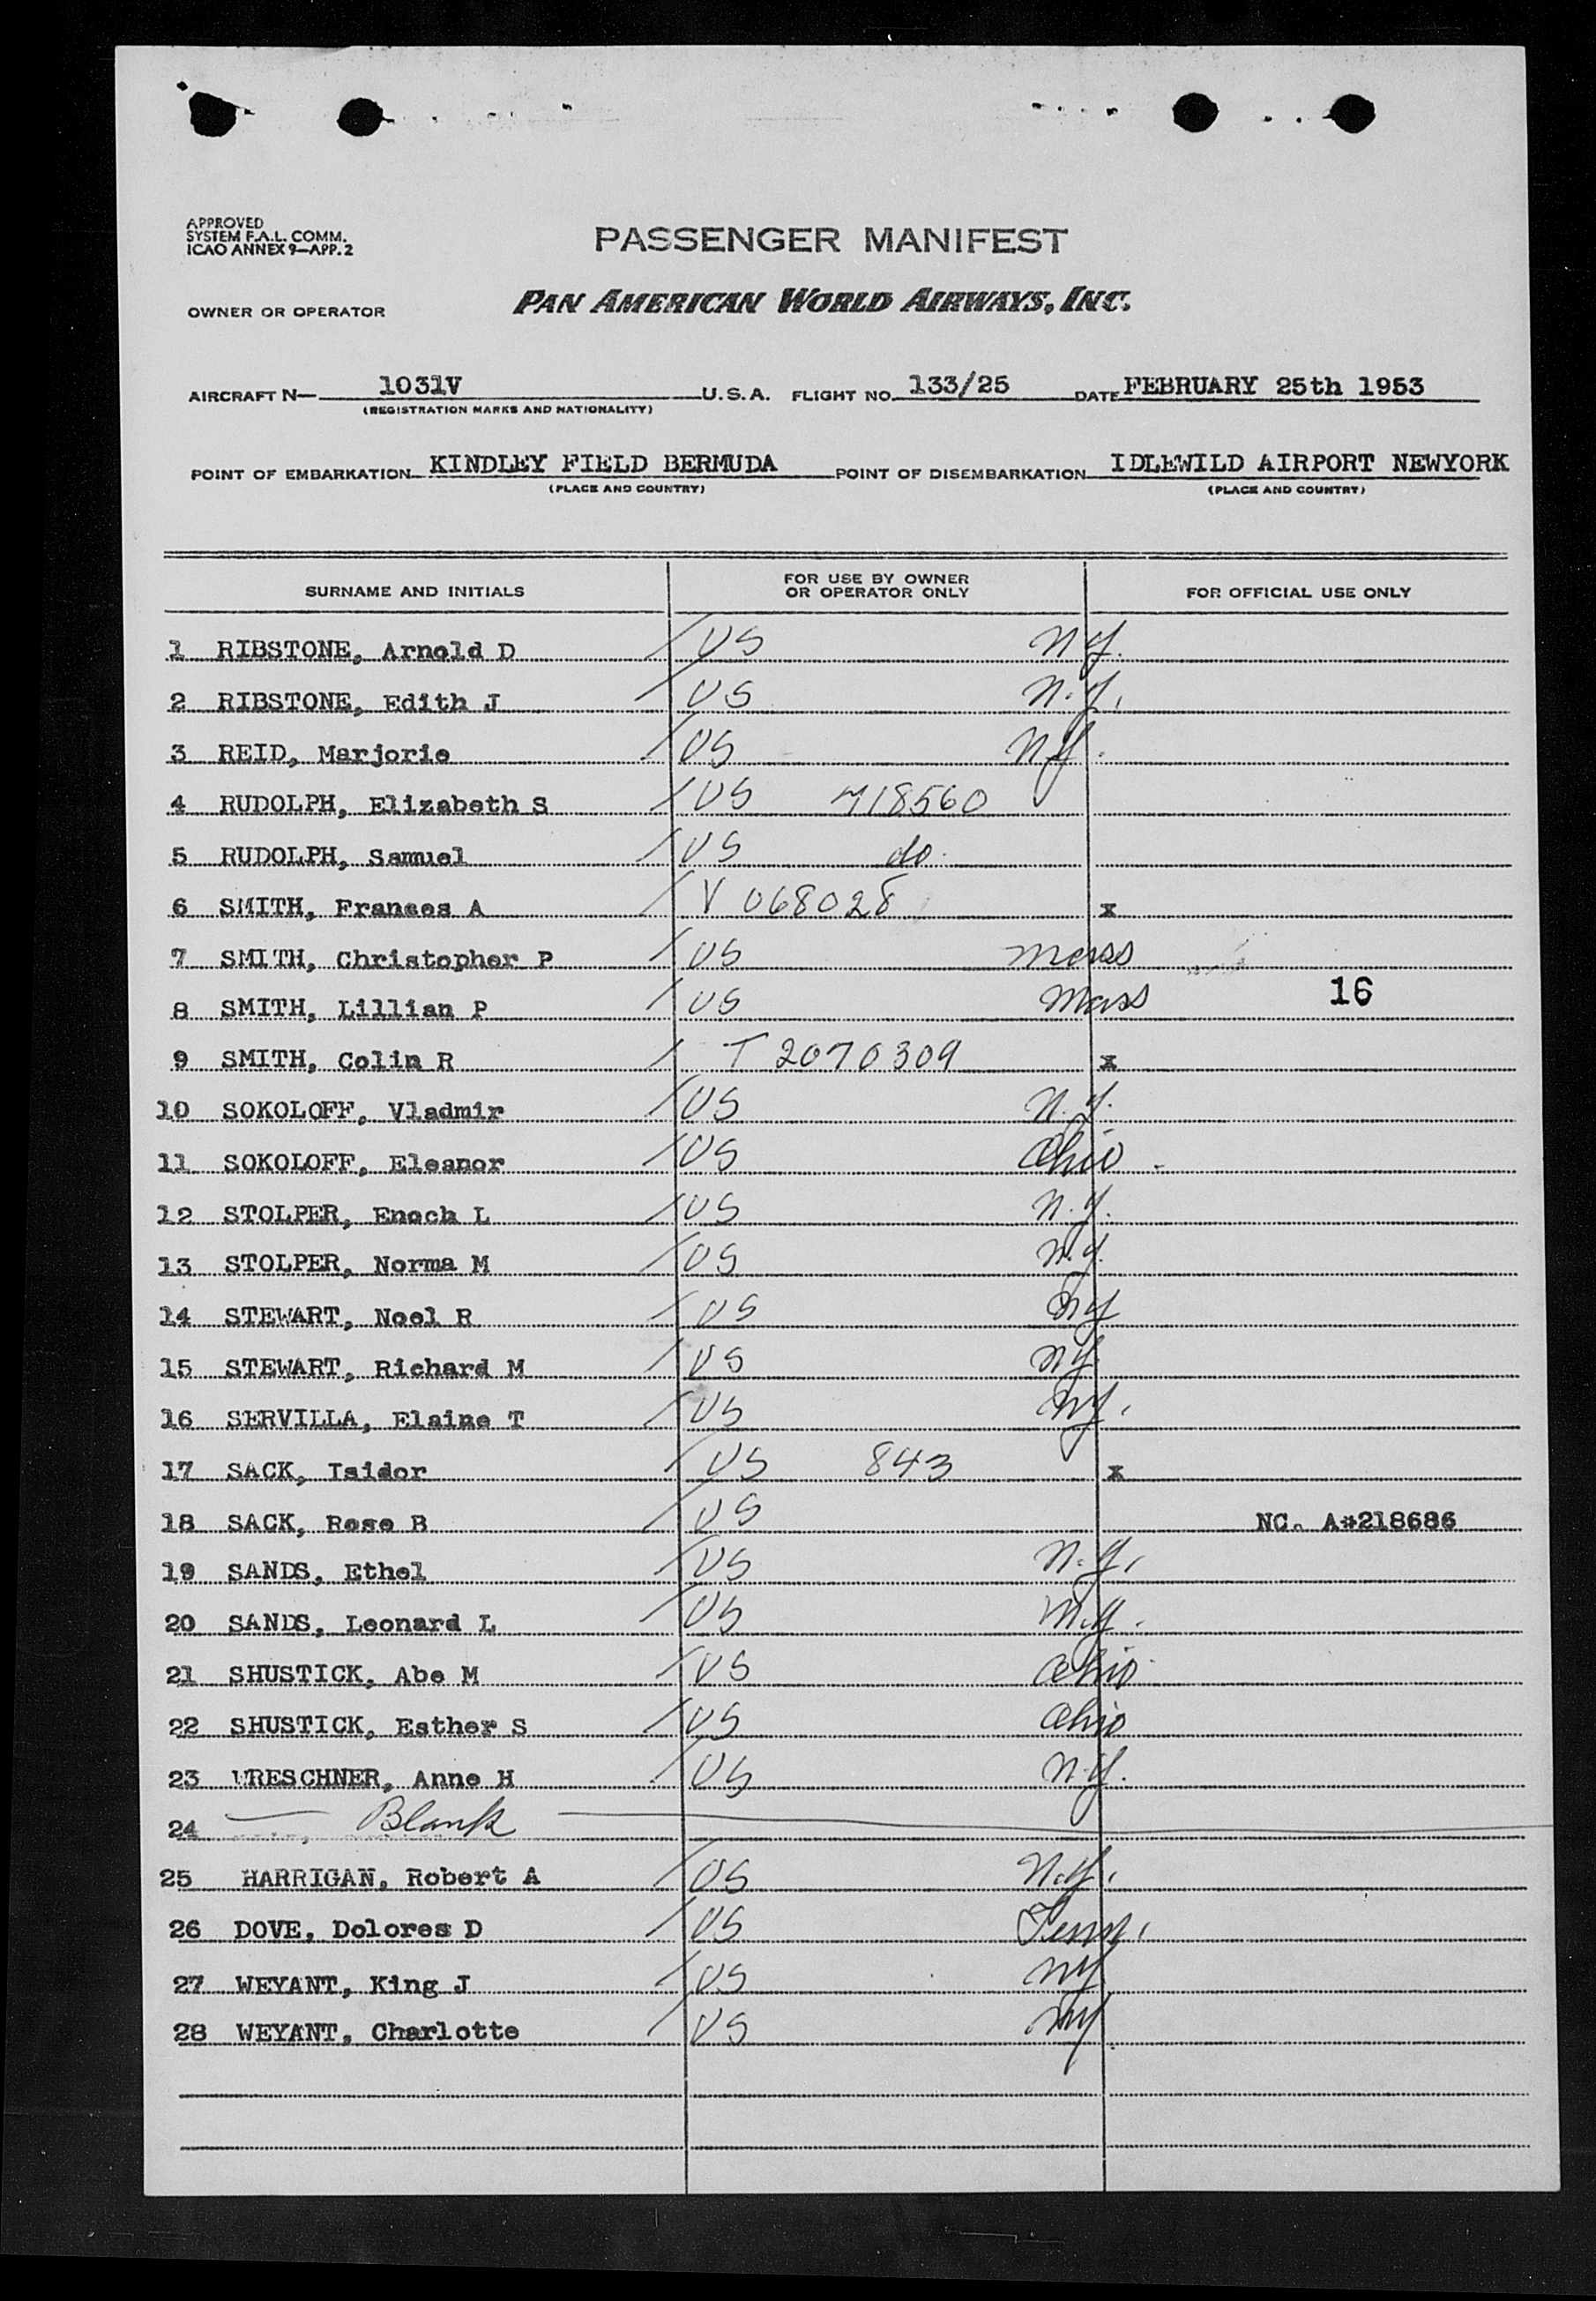 APPROVED
SYSTEM F.A.L. COMM.
ICAO ANNEX 9—APP. 2
PASSENGER MANIFEST
OWNER OR OPERATOR PAN AMERICAN WORLD AIRWAYS, INC.
AIRCRAFT N— 1031V U.S.A. FLIGHT NO. 133/25 DATE FEBRUARY 25th 1953
(REGISTRATION MARKS AND NATIONALITY)
POINT OF EMBARKATION KINDLEY FIELD BERMUDA POINT OF DISEMBARKATION IDLEWILD AIRPORT NEWYORK
(PLACE AND COUNTRY) (PLACE AND COUNTRY)
SURNAME AND INITIALS FOR USE BY OWNER OR OPERATOR ONLY FOR OFFICIAL USE ONLY
1 RIBSTONE, Arnold D / US NY.
2 RIBSTONE, Edith J / US N.Y.
3 REID, Marjorie / US NY.
4 RUDOLPH, Elizabeth S / US 718560
5 RUDOLPH, Samuel / US do.
6 SMITH, Frances A / V 068028 x
7 SMITH, Christopher P / US Mass
8 SMITH, Lillian P / US Mass 16
9 SMITH, Colin R / T 2070309 x
10 SOKOLOFF, Vladmir / US N.Y.
11 SOKOLOFF, Eleanor / US Ohio
12 STOLPER, Enoch L / US N.Y.
13 STOLPER, Norma M / US N.Y.
14 STEWART, Noel R / US NY
15 STEWART, Richard M / US NY.
16 SERVILLA, Elaine T / US NY.
17 SACK, Isidor / US 843 x
18 SACK, Rose B / US NC. A#218686
19 SANDS, Ethel / US N.Y.
20 SANDS, Leonard L / US N.Y.
21 SHUSTICK, Abe M / US Ohio
22 SHUSTICK, Esther S / US Ohio
23 WRESCHNER, Anne H / US N.Y.
24 — Blank —
25 HARRIGAN, Robert A / US N.Y.
26 DOVE, Dolores D / US
27 WEYANT, King J / US NY
28 WEYANT, Charlotte / US NY